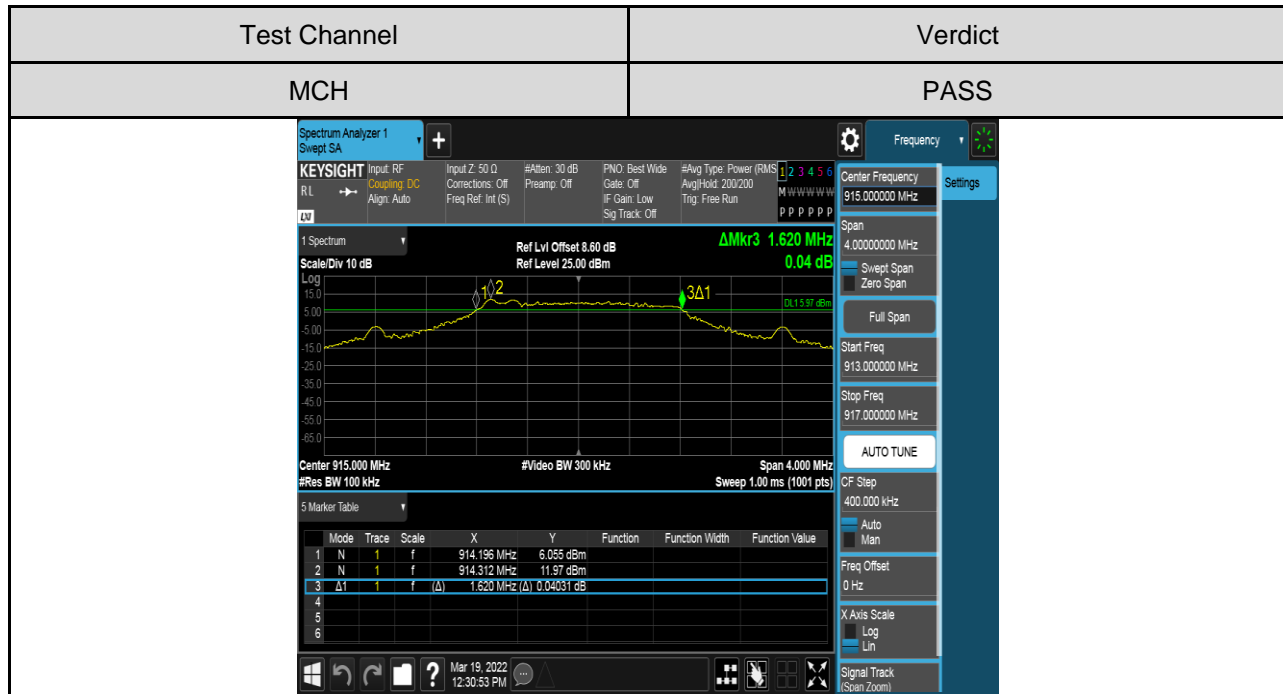 Test Channel Verdict
MCH PASS
Spectrum Analyzer 1
Swept SA
+
Frequency
KEYSIGHT Input: RF Input Z: 50 Ω #Atten: 30 dB PNO: Best Wide #Avg Type: Power (RMS 1 2 3 4 5 6
RL Coupling: DC Corrections: Off Preamp: Off Gate: Off Avg|Hold: 200/200 M W W W W W
Align: Auto Freq Ref: Int (S) IF Gain: Low Trig: Free Run
LXI Sig Track: Off P P P P P P
Center Frequency
915.000000 MHz
Settings
1 Spectrum Ref Lvl Offset 8.60 dB ΔMkr3 1.620 MHz
Scale/Div 10 dB Ref Level 25.00 dBm 0.04 dB
Log
15.0
5.00
-5.00
-15.0
-25.0
-35.0
-45.0
-55.0
-65.0
1 2 3Δ1
DL1 5.97 dBm
Center 915.000 MHz #Video BW 300 kHz Span 4.000 MHz
#Res BW 100 kHz Sweep 1.00 ms (1001 pts)
Span
4.00000000 MHz
Swept Span
Zero Span
Full Span
Start Freq
913.000000 MHz
Stop Freq
917.000000 MHz
AUTO TUNE
CF Step
400.000 kHz
Auto
Man
Freq Offset
0 Hz
X Axis Scale
Log
Lin
Signal Track
(Span Zoom)
5 Marker Table
Mode Trace Scale X Y Function Function Width Function Value
1 N 1 f 914.196 MHz 6.055 dBm
2 N 1 f 914.312 MHz 11.97 dBm
3 Δ1 1 f (Δ) 1.620 MHz (Δ) 0.04031 dB
4
5
6
? Mar 19, 2022
12:30:53 PM